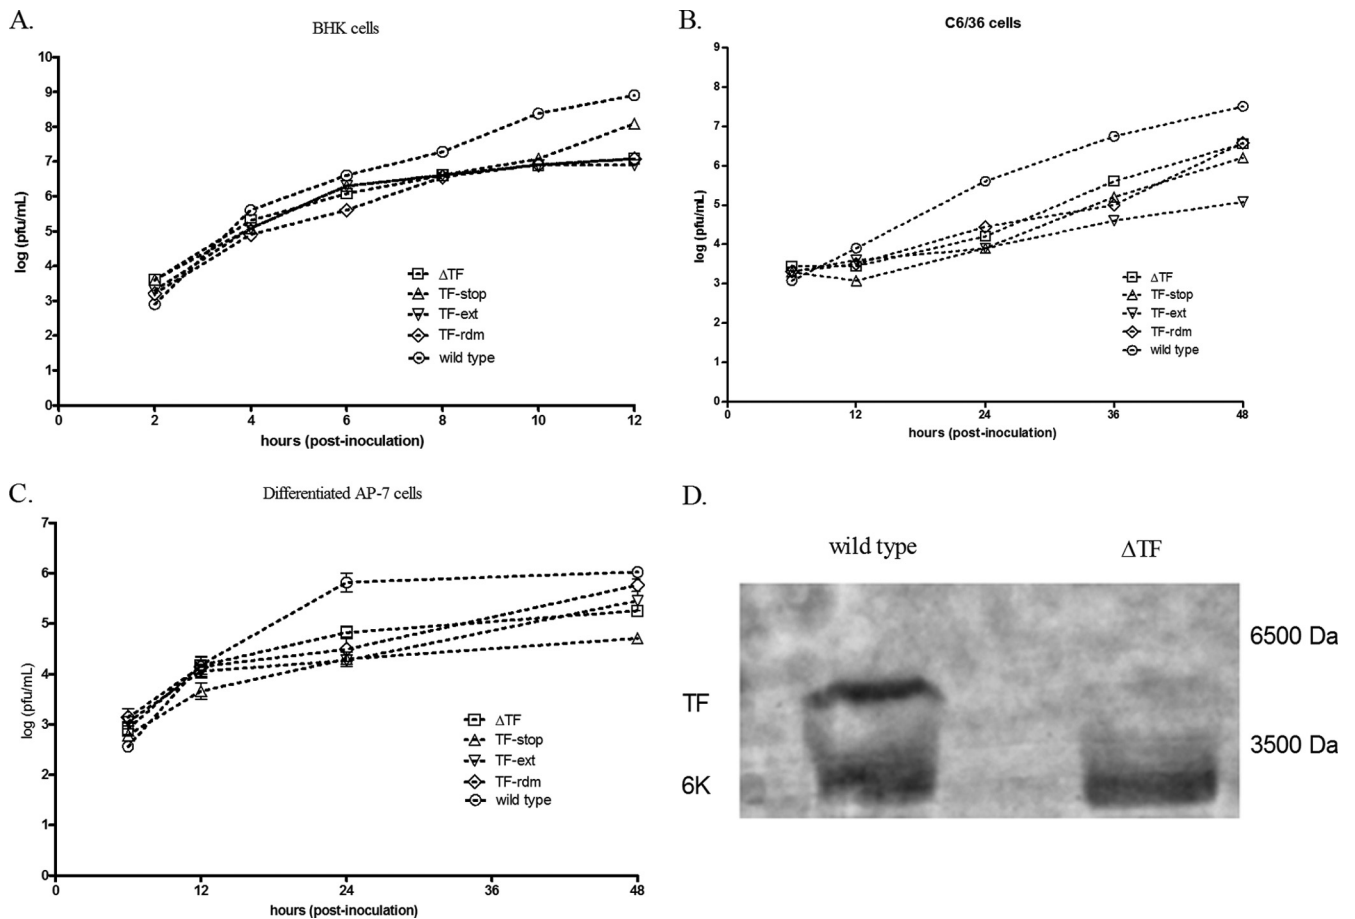 A.
BHK cells
10
9
8
7
6
5
4
3
2
1
0
log (pfu/mL)
0 2 4 6 8 10 12
hours (post-inoculation)
ΔTF
TF-stop
TF-ext
TF-rdm
wild type
B.
C6/36 cells
9
8
7
6
5
4
3
2
1
0
log (pfu/mL)
0 12 24 36 48
hours (post-inoculation)
ΔTF
TF-stop
TF-ext
TF-rdm
wild type
C.
Differentiated AP-7 cells
7
6
5
4
3
2
1
0
log (pfu/mL)
0 12 24 36 48
hours (post-inoculation)
ΔTF
TF-stop
TF-ext
TF-rdm
wild type
D.
wild type ΔTF
6500 Da
TF
3500 Da
6K